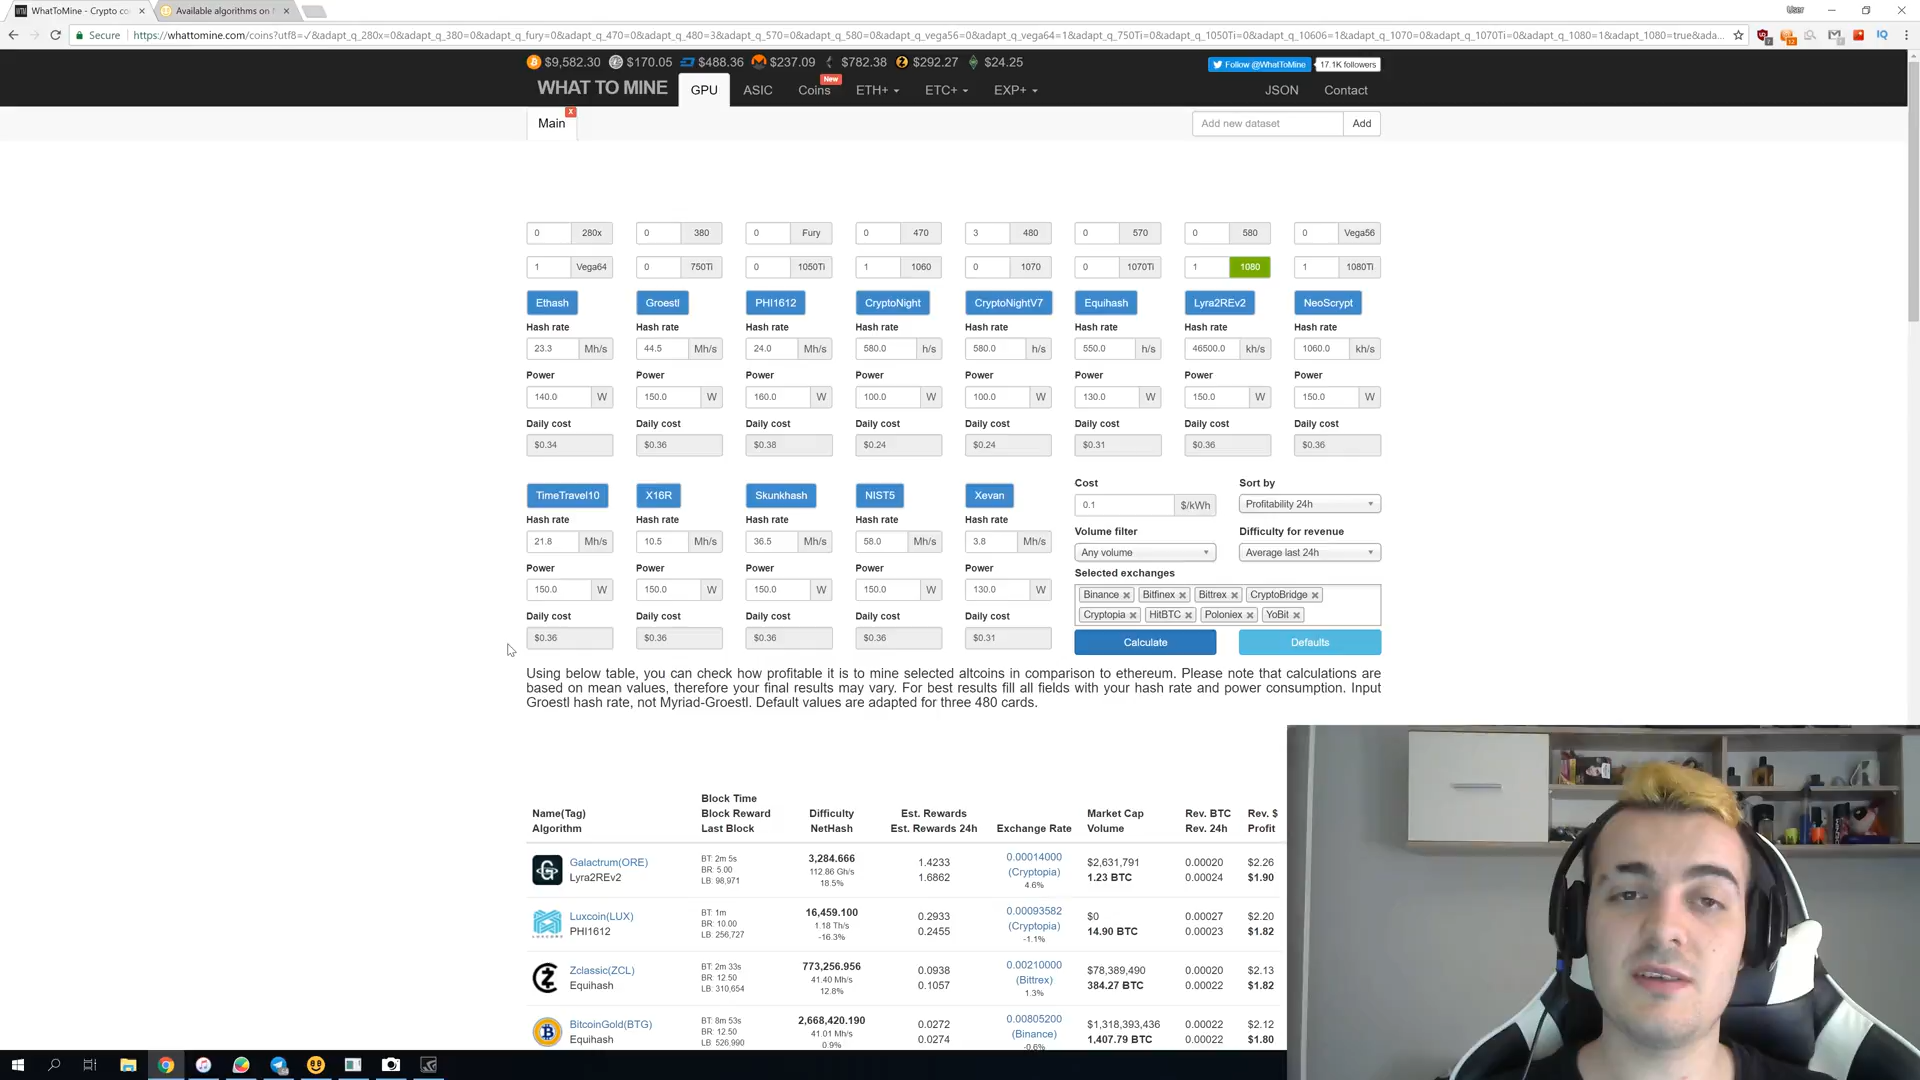 WhatToMine - Crypto co
Available algorithms on
User
Secure
https://whattomine.com/coins?utf8=✓&adapt_q_280x=0&adapt_q_380=0&adapt_q_fury=0&adapt_q_470=0&adapt_q_480=3&adapt_q_570=0&adapt_q_580=0&adapt_q_vega56=0&adapt_q_vega64=1&adapt_q_750Ti=0&adapt_q_1050Ti=0&adapt_q_10606=1&adapt_q_1070=0&adapt_q_1070Ti=0&adapt_q_1080=1&adapt_1080=true&ada...
$9,582.30 $170.05 $488.36 $237.09 $782.38 $292.27 $24.25
Follow @WhatToMine 17.1K followers
WHAT TO MINE GPU ASIC Coins New ETH+ ETC+ EXP+ JSON Contact
Main x Add new dataset Add
0 280x 0 380 0 Fury 0 470 3 480 0 570 0 580 0 Vega56
1 Vega64 0 750Ti 0 1050Ti 1 1060 0 1070 0 1070Ti 1 1080 1 1080Ti
Ethash Groestl PHI1612 CryptoNight CryptoNightV7 Equihash Lyra2REv2 NeoScrypt
Hash rate Hash rate Hash rate Hash rate Hash rate Hash rate Hash rate Hash rate
23.3 Mh/s 44.5 Mh/s 24.0 Mh/s 580.0 h/s 580.0 h/s 550.0 h/s 46500.0 kh/s 1060.0 kh/s
Power Power Power Power Power Power Power Power
140.0 W 150.0 W 160.0 W 100.0 W 100.0 W 130.0 W 150.0 W 150.0 W
Daily cost Daily cost Daily cost Daily cost Daily cost Daily cost Daily cost Daily cost
$0.34 $0.36 $0.38 $0.24 $0.24 $0.31 $0.36 $0.36
TimeTravel10 X16R Skunkhash NIST5 Xevan
Hash rate Hash rate Hash rate Hash rate Hash rate
21.8 Mh/s 10.5 Mh/s 36.5 Mh/s 58.0 Mh/s 3.8 Mh/s
Power Power Power Power Power
150.0 W 150.0 W 150.0 W 150.0 W 130.0 W
Daily cost Daily cost Daily cost Daily cost Daily cost
$0.36 $0.36 $0.36 $0.36 $0.31
Cost Sort by
0.1 $/kWh Profitability 24h
Volume filter Difficulty for revenue
Any volume Average last 24h
Selected exchanges
Binance × Bitfinex × Bittrex × CryptoBridge ×
Cryptopia × HitBTC × Poloniex × YoBit ×
Calculate Defaults
Using below table, you can check how profitable it is to mine selected altcoins in comparison to ethereum. Please note that calculations are
based on mean values, therefore your final results may vary. For best results fill all fields with your hash rate and power consumption. Input
Groestl hash rate, not Myriad-Groestl. Default values are adapted for three 480 cards.
Block Time
Name(Tag) Block Reward Difficulty Est. Rewards Market Cap Rev. BTC Rev. $
Algorithm Last Block NetHash Est. Rewards 24h Exchange Rate Volume Rev. 24h Profit
Galactrum(ORE) BT: 2m 5s 3,284.666 1.4233 0.00014000 $2,631,791 0.00020 $2.26
Lyra2REv2 BR: 5.00 112.86 Gh/s 1.6862 (Cryptopia) 1.23 BTC 0.00024 $1.90
LB: 98,971 18.5% 4.6%
Luxcoin(LUX) BT: 1m 16,459.100 0.2933 0.00093582 $0 0.00027 $2.20
PHI1612 BR: 10.00 1.18 Th/s 0.2455 (Cryptopia) 14.90 BTC 0.00023 $1.82
LB: 256,727 -16.3% -1.1%
Zclassic(ZCL) BT: 2m 33s 773,256.956 0.0938 0.00210000 $78,389,490 0.00020 $2.13
Equihash BR: 12.50 41.40 Mh/s 0.1057 (Bittrex) 384.27 BTC 0.00022 $1.82
LB: 310,654 12.8% 1.3%
BitcoinGold(BTG) BT: 8m 53s 2,668,420.190 0.0272 0.00805200 $1,318,393,436 0.00022 $2.12
Equihash BR: 12.50 41.01 Mh/s 0.0274 (Binance) 1,407.79 BTC 0.00022 $1.80
LB: 526,990 0.9% -0.6%